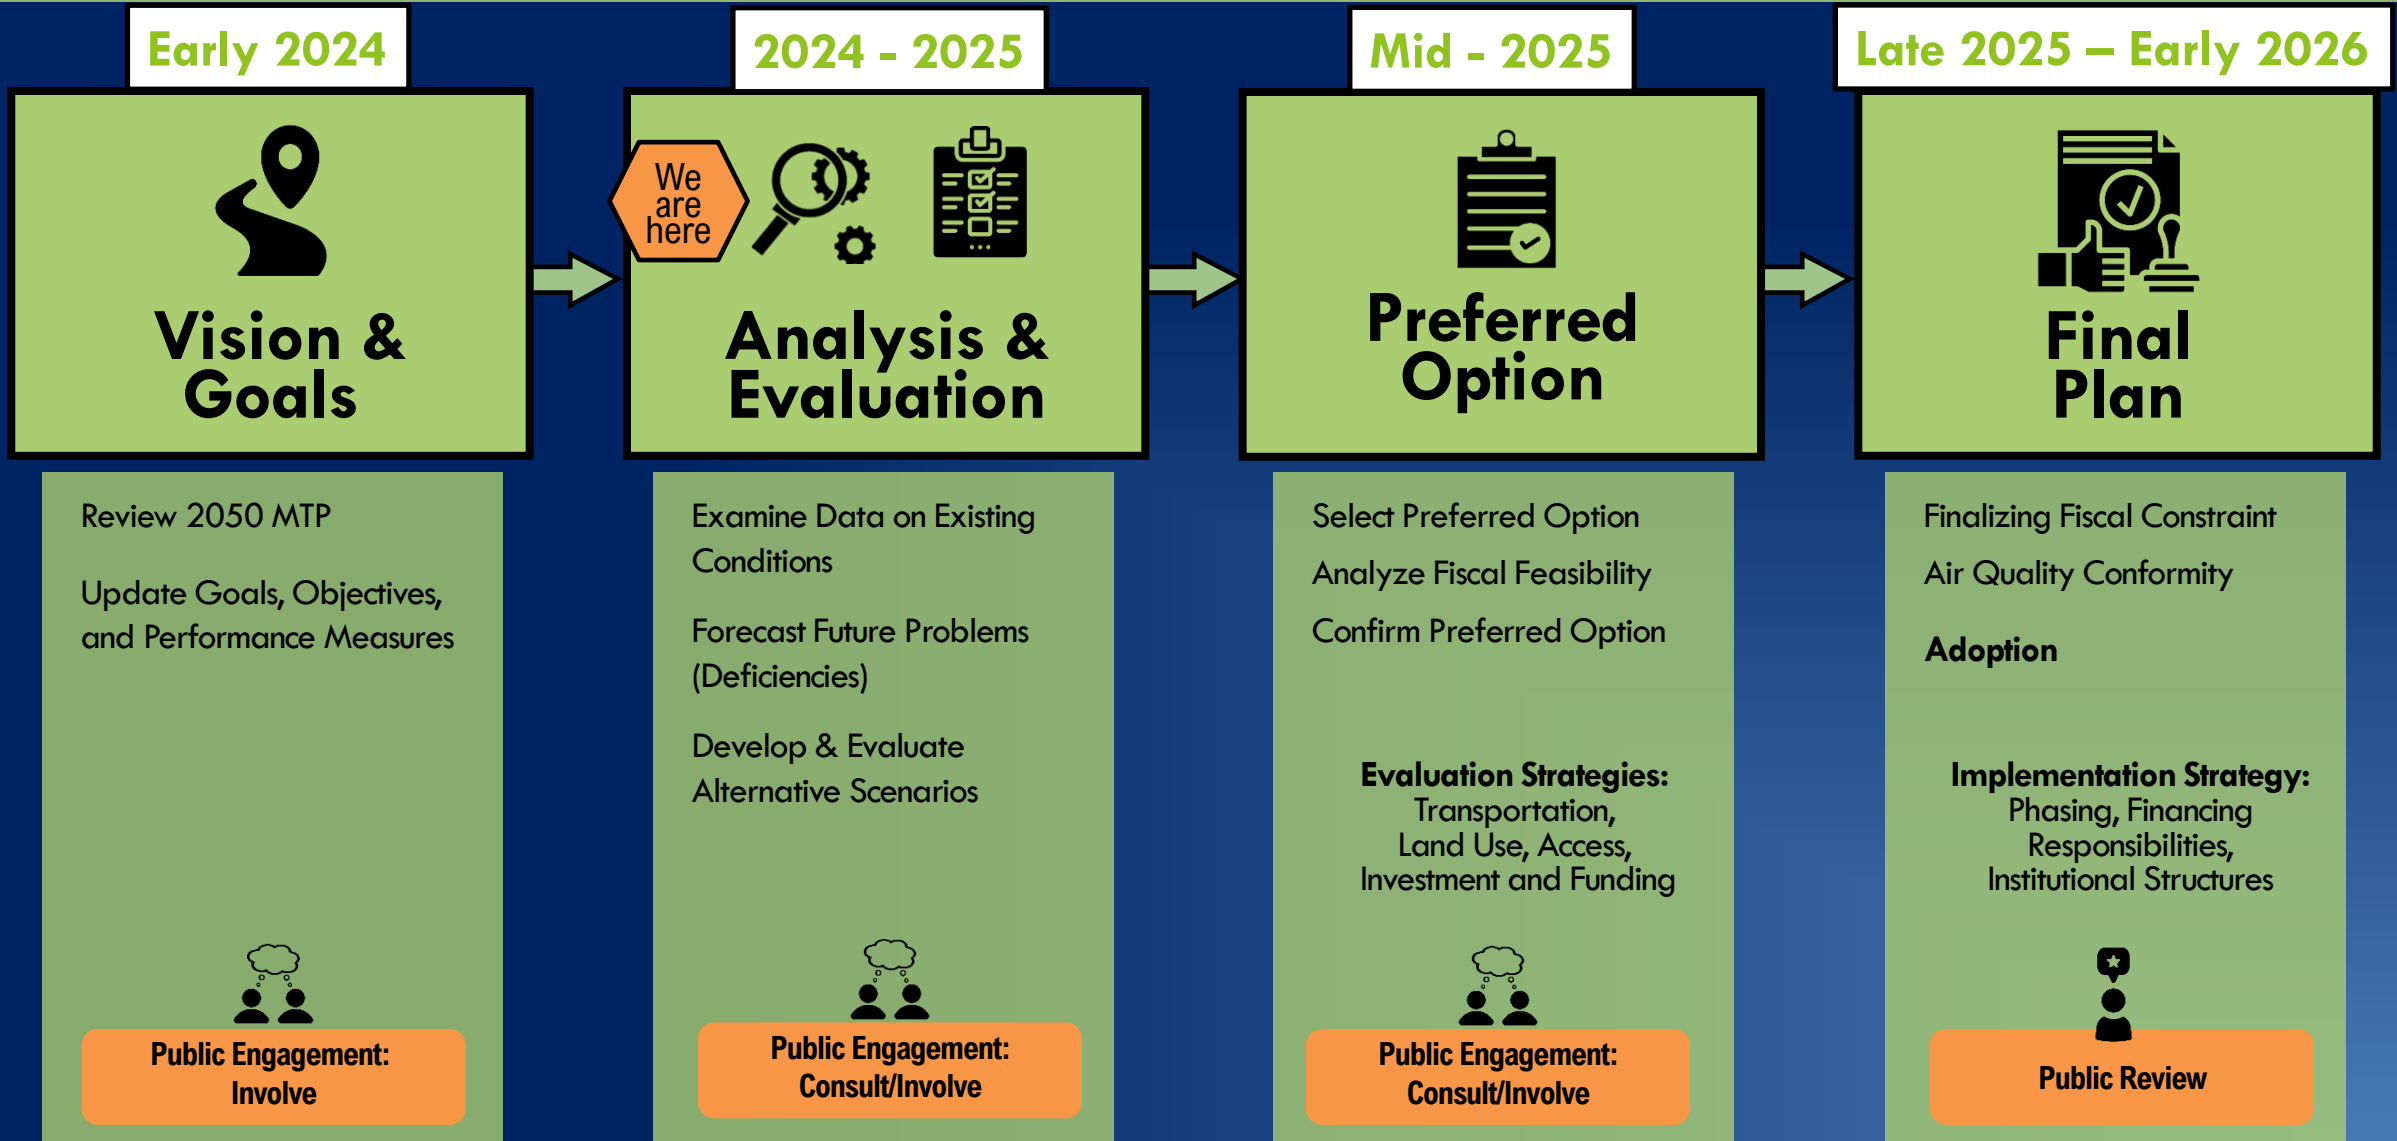 Early 2024
Vision &
Goals
Review 2050 MTP
Update Goals, Objectives,
and Performance Measures
Public Engagement:
Involve
2024 - 2025
We
are
here
Analysis &
Evaluation
Examine Data on Existing
Conditions
Forecast Future Problems
(Deficiencies)
Develop & Evaluate
Alternative Scenarios
Public Engagement:
Consult/Involve
Mid - 2025
Preferred
Option
Select Preferred Option
Analyze Fiscal Feasibility
Confirm Preferred Option
Evaluation Strategies:
Transportation,
Land Use, Access,
Investment and Funding
Public Engagement:
Consult/Involve
Late 2025 – Early 2026
Final
Plan
Finalizing Fiscal Constraint
Air Quality Conformity
Adoption
Implementation Strategy:
Phasing, Financing
Responsibilities,
Institutional Structures
Public Review